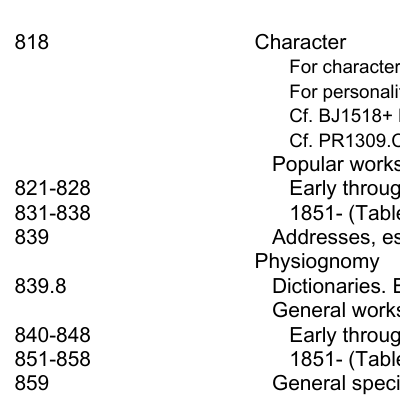 818 Character
For character
For personali
Cf. BJ1518+
Cf. PR1309.C
Popular works
821-828 Early throug
831-838 1851- (Table
839 Addresses, es
Physiognomy
839.8 Dictionaries. E
General works
840-848 Early throug
851-858 1851- (Table
859 General speci